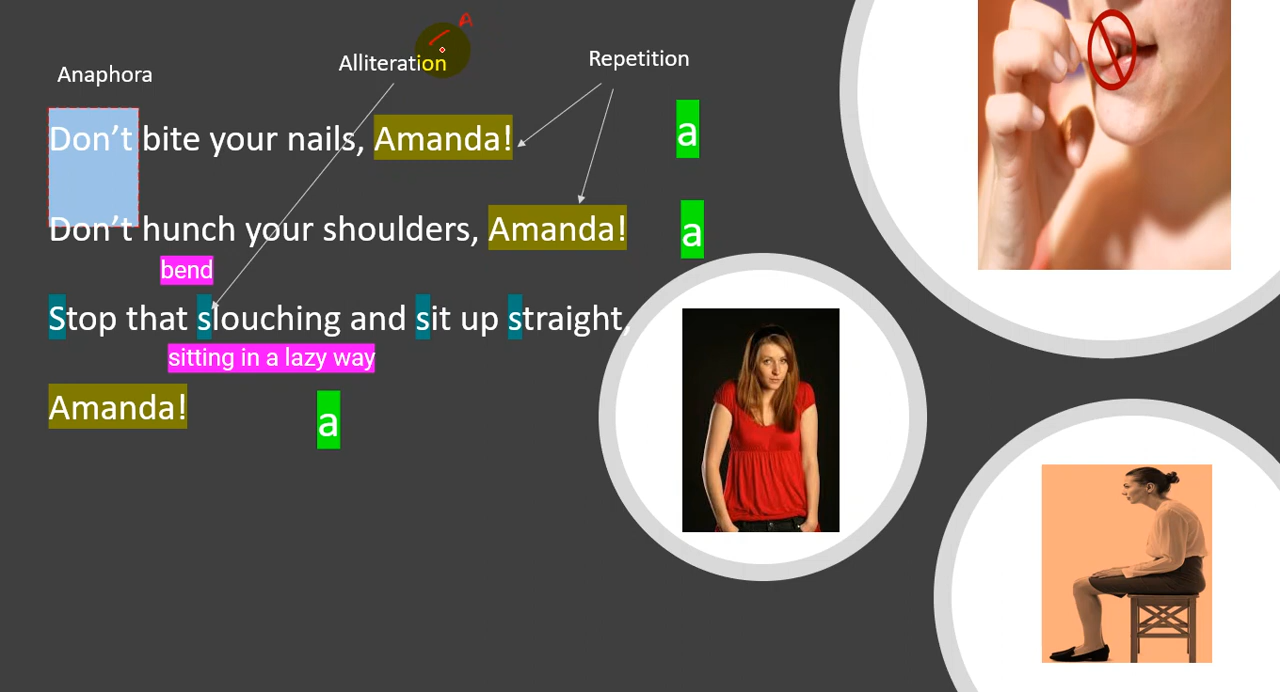 A
Anaphora
Alliteration
Repetition
Don’t bite your nails, Amanda!
a
Don’t hunch your shoulders, Amanda!
a
bend
Stop that slouching and sit up straight,
sitting in a lazy way
Amanda!
a